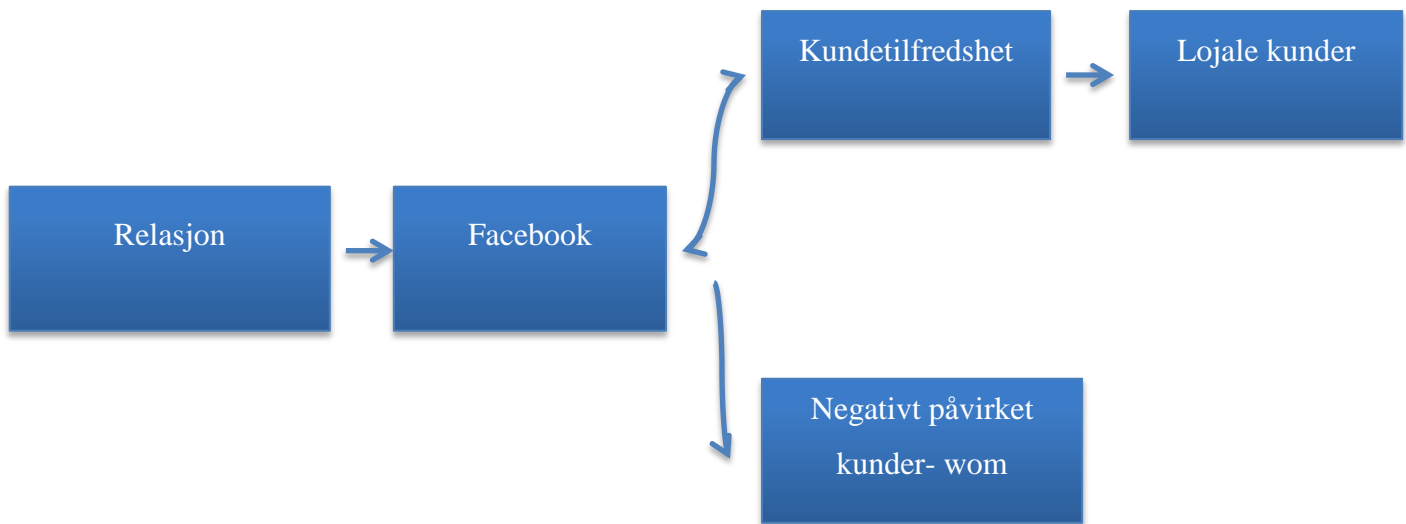 Kundetilfredshet
Lojale kunder
Relasjon
Facebook
Negativt påvirket
kunder- wom